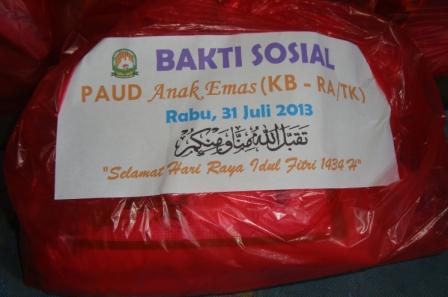 BAKTI SOSIAL
PAUD Anak Emas (KB - RA/TK)
Rabu, 31 Juli 2013
تقبل الله منا ومنكم
"Selamat Hari Raya Idul Fitri 1434 H"